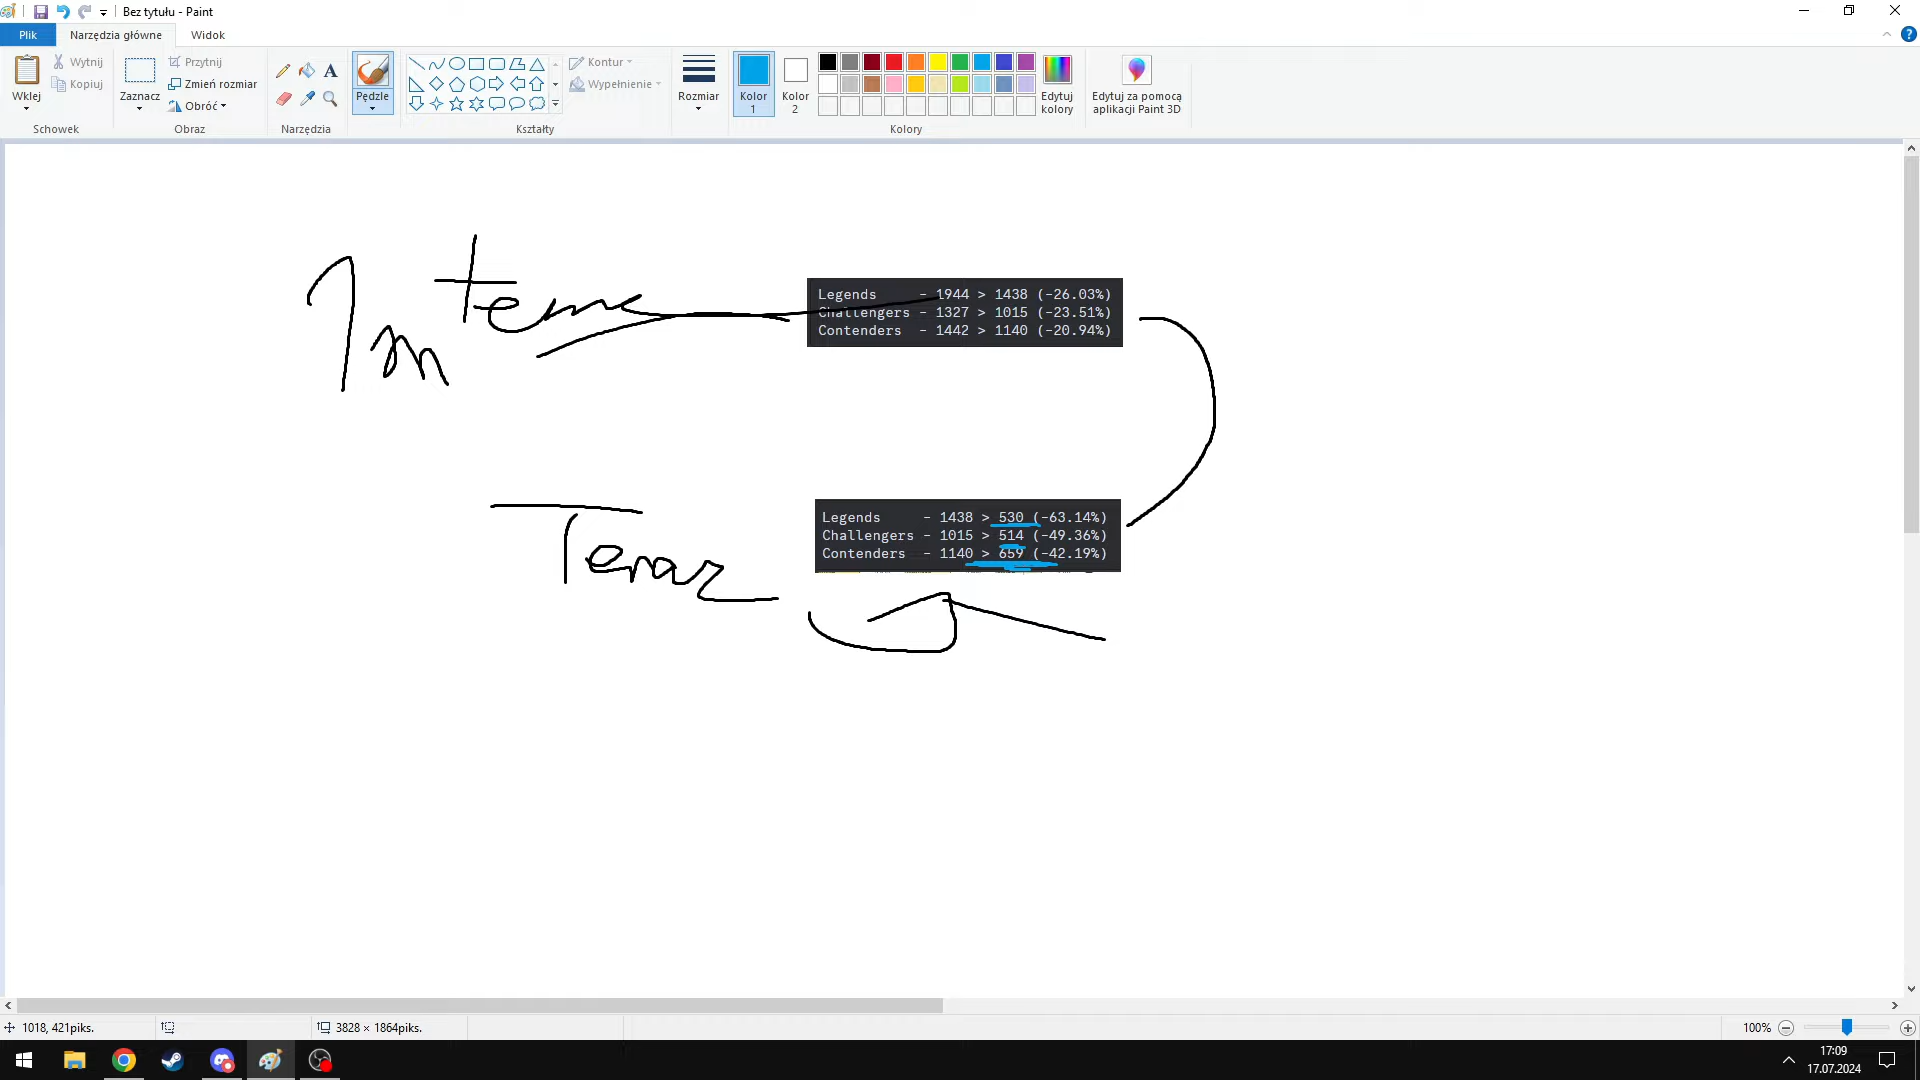 Bez tytułu - Paint
Plik
Narzędzia główne
Widok
Wklej
Wytnij
Kopiuj
Schowek
Zaznacz
Przytnij
Zmień rozmiar
Obróć
Obraz
Narzędzia
Pędzle
Kształty
Kontur
Wypełnienie
Rozmiar
Kolor
1
Kolor
2
Kolory
Edytuj
kolory
Edytuj za pomocą
aplikacji Paint 3D
1m temu
Legends - 1944 > 1438 (-26.03%)
Challengers - 1327 > 1015 (-23.51%)
Contenders - 1442 > 1140 (-20.94%)
Teraz
Legends - 1438 > 530 (-63.14%)
Challengers - 1015 > 514 (-49.36%)
Contenders - 1140 > 659 (-42.19%)
1018, 421piks.
3828 × 1864piks.
100%
17:09
17.07.2024